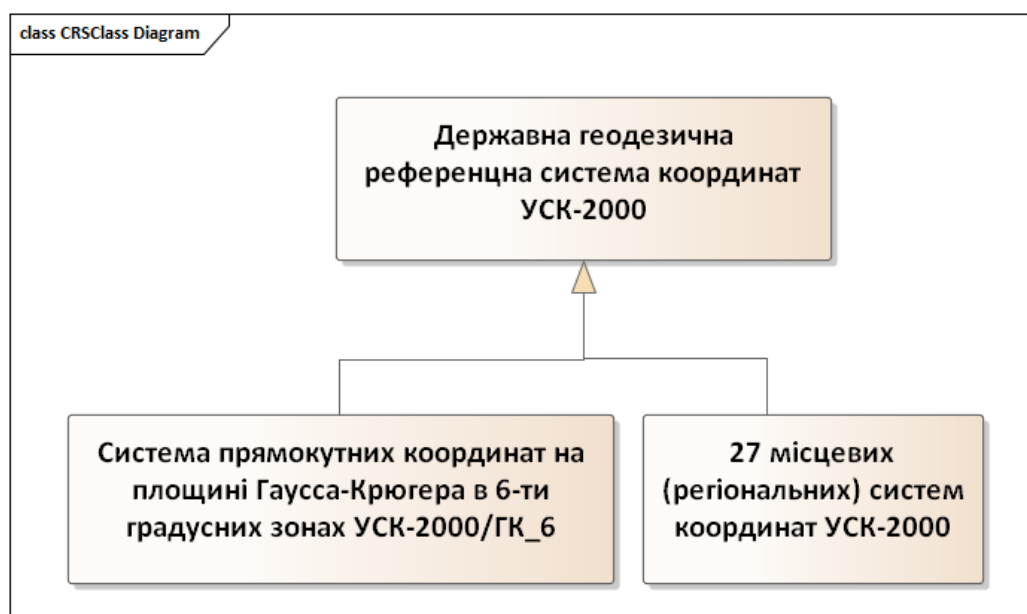 class CRSClass Diagram
Державна геодезична
референцна система координат
УСК-2000
Система прямокутних координат на
площині Гаусса-Крюгера в 6-ти
градусних зонах УСК-2000/ГК_6
27 місцевих
(регіональних) систем
координат УСК-2000